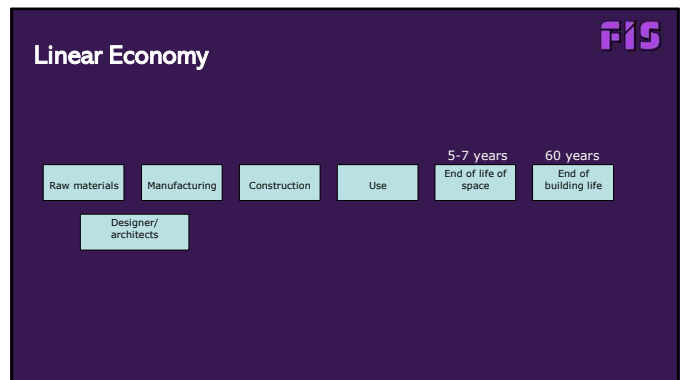 FIS
Linear Economy
5-7 years
60 years
Raw materials
Manufacturing
Construction
Use
End of life of
space
End of
building life
Designer/
architects